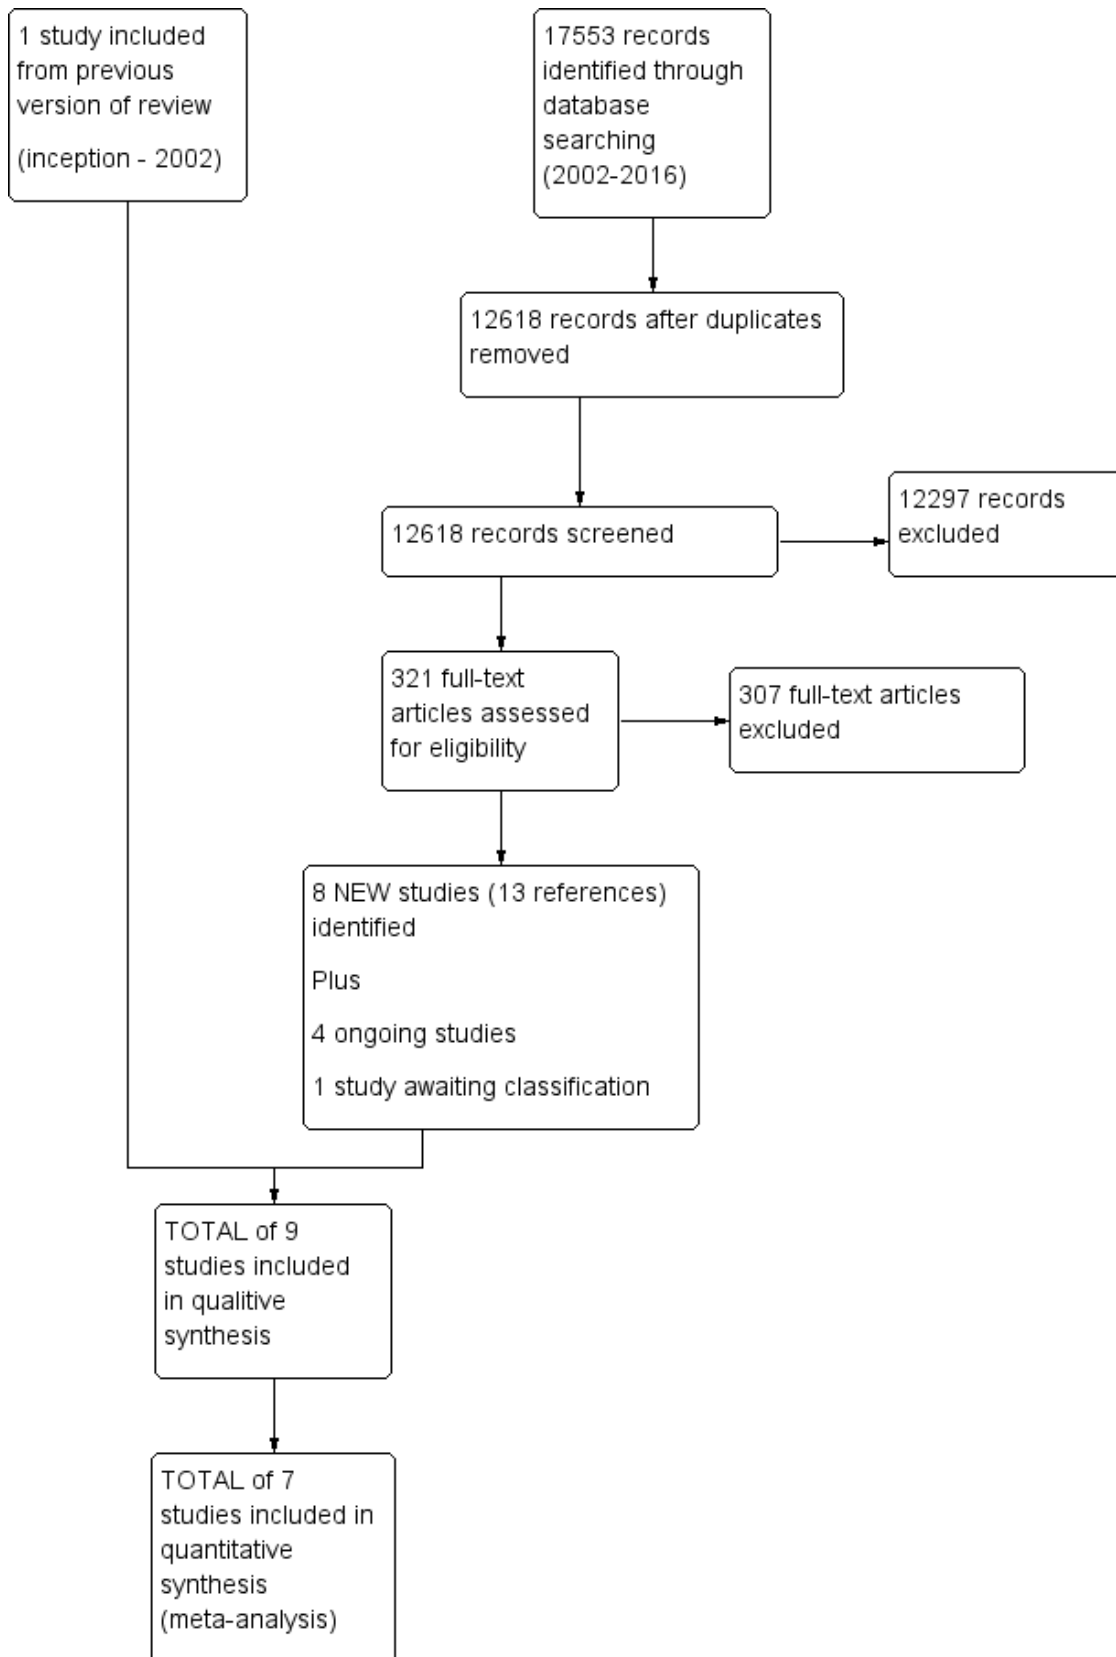 1 study included
from previous
version of review
(inception - 2002)
17553 records
identified through
database
searching
(2002-2016)
12618 records after duplicates
removed
12618 records screened
12297 records
excluded
321 full-text
articles assessed
for eligibility
307 full-text articles
excluded
8 NEW studies (13 references)
identified
Plus
4 ongoing studies
1 study awaiting classification
TOTAL of 9
studies included
in qualitive
synthesis
TOTAL of 7
studies included in
quantitative
synthesis
(meta-analysis)